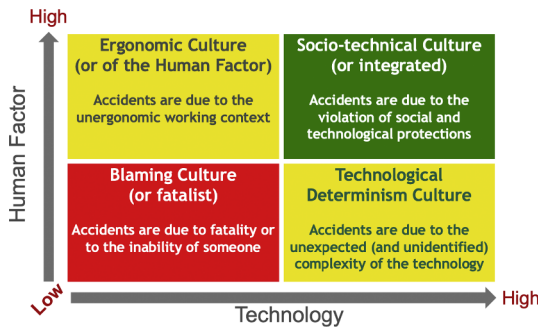 High
Human Factor
Ergonomic Culture
(or of the Human Factor)
Accidents are due to the
unergonomic working context
Socio-technical Culture
(or integrated)
Accidents are due to the
violation of social and
technological protections
Blaming Culture
(or fatalist)
Accidents are due to fatality or
to the inability of someone
Technological
Determinism Culture
Accidents are due to the
unexpected (and unidentified)
complexity of the technology
Low
Technology
High